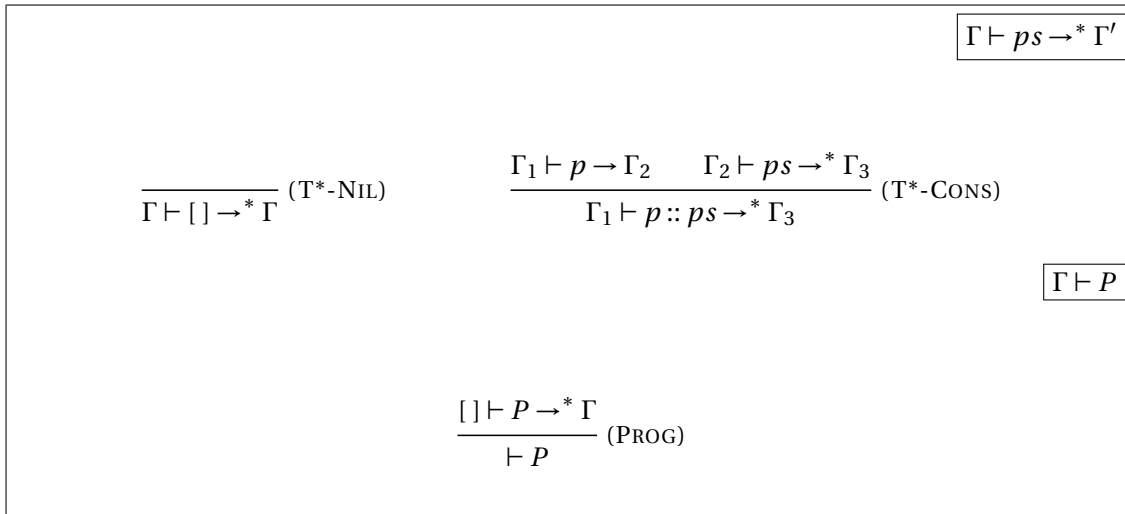 Γ ⊢ ps →* Γ′
Γ₁ ⊢ p → Γ₂ Γ₂ ⊢ ps →* Γ₃
(T*-NIL) (T*-CONS)
Γ ⊢ [ ] →* Γ Γ₁ ⊢ p :: ps →* Γ₃
Γ ⊢ P
[ ] ⊢ P →* Γ
(PROG)
⊢ P